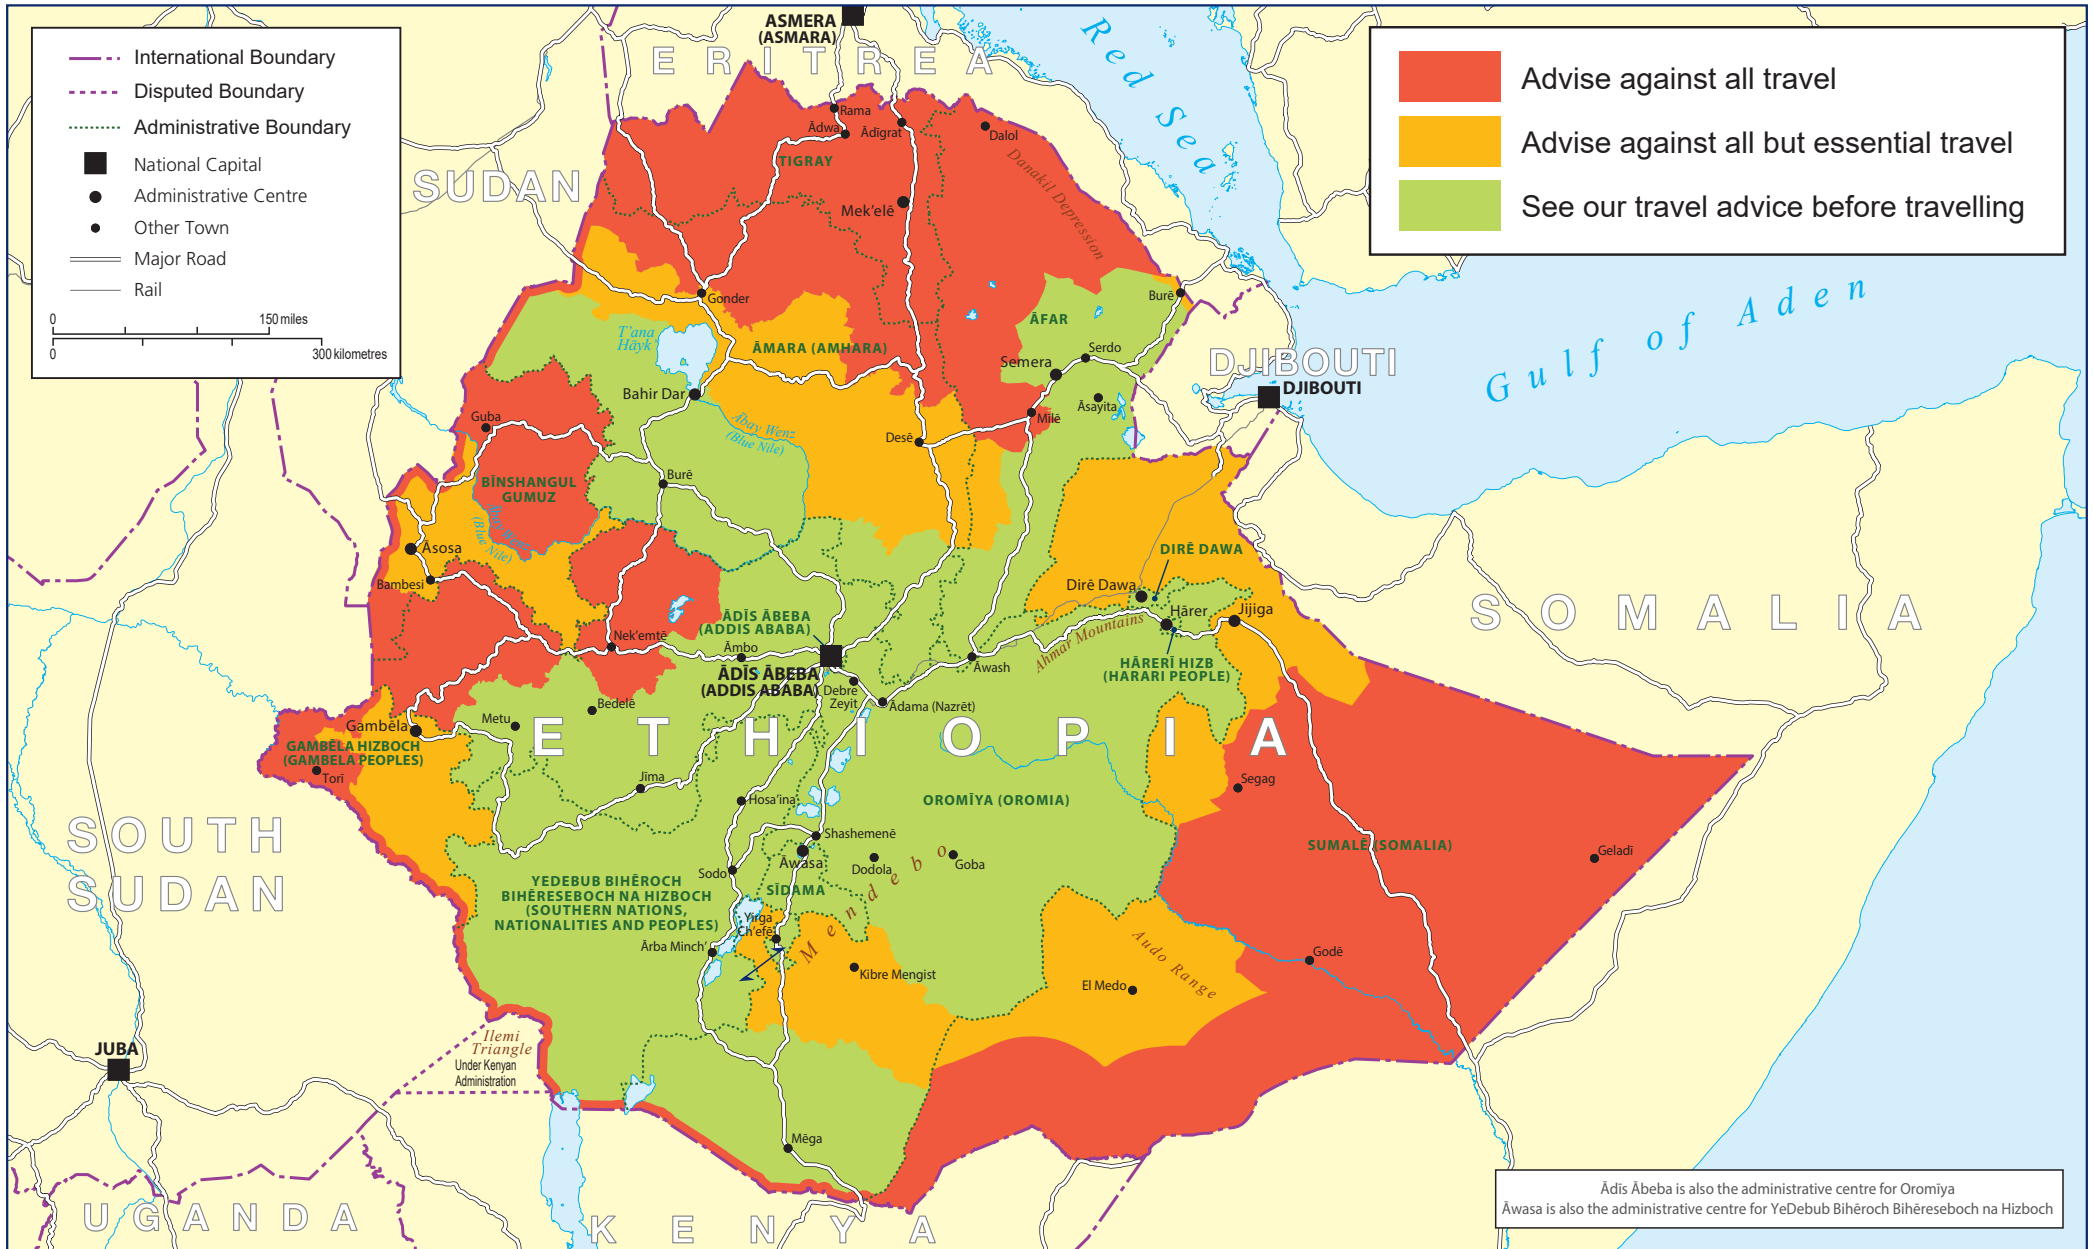 International Boundary
Disputed Boundary
Administrative Boundary
National Capital
Administrative Centre
Other Town
Major Road
Rail
0
150 miles
0
300 kilometres
Advise against all travel
Advise against all but essential travel
See our travel advice before travelling
ASMERA
(ASMARA)
ERITREA
Red Sea
SUDAN
Rama
Ādwa
Ādīgrat
Dalol
TIGRAY
Danakil Depression
Mek'elē
Gonder
Burē
ĀFAR
T'ana
Hāyk'
ĀMARA (AMHARA)
Serdo
Semera
DJIBOUTI
DJIBOUTI
Gulf of Aden
Bahir Dar
Āsayita
Mīlē
Guba
Ābay Wenz
(Blue Nile)
Desē
BĪNSHANGUL
GUMUZ
Burē
(Blue Nile)
Āsosa
Bambesi
DIRĒ DAWA
Dirē Dawa
Hārer
Jijiga
ĀDĪS ĀBEBA
(ADDIS ABABA)
Nek'emtē
Āmbo
Ahmar Mountains
Āwash
HĀRERĪ HIZB
(HARARI PEOPLE)
ĀDĪS ĀBEBA
(ADDIS ABABA)
Debre
Zeyit
Ādama (Nazrēt)
SOMALIA
Bedelē
Metu
Gambēla
ETHIOPIA
GAMBĒLA HIZBOCH
(GAMBELA PEOPLES)
Torī
Jīma
Segag
Hosa'ina
OROMĪYA (OROMIA)
SOUTH
SUDAN
Shashemenē
SUMALĒ (SOMALIA)
Geladī
Āwasa
Dodola
Goba
Sodo
YEDEBUB BIHĒROCH
BIHĒRESEBOCH NA HIZBOCH
(SOUTHERN NATIONS,
NATIONALITIES AND PEOPLES)
SĪDAMA
Mendebo
Yirga
Ch'efē
Ārba Minch'
Kibre Mengist
Audo Range
El Medo
Godē
Ilemi
Triangle
Under Kenyan
Administration
JUBA
Mēga
UGANDA
KENYA
Ādīs Ābeba is also the administrative centre for Oromīya
Āwasa is also the administrative centre for YeDebub Bihēroch Bihēreseboch na Hizboch